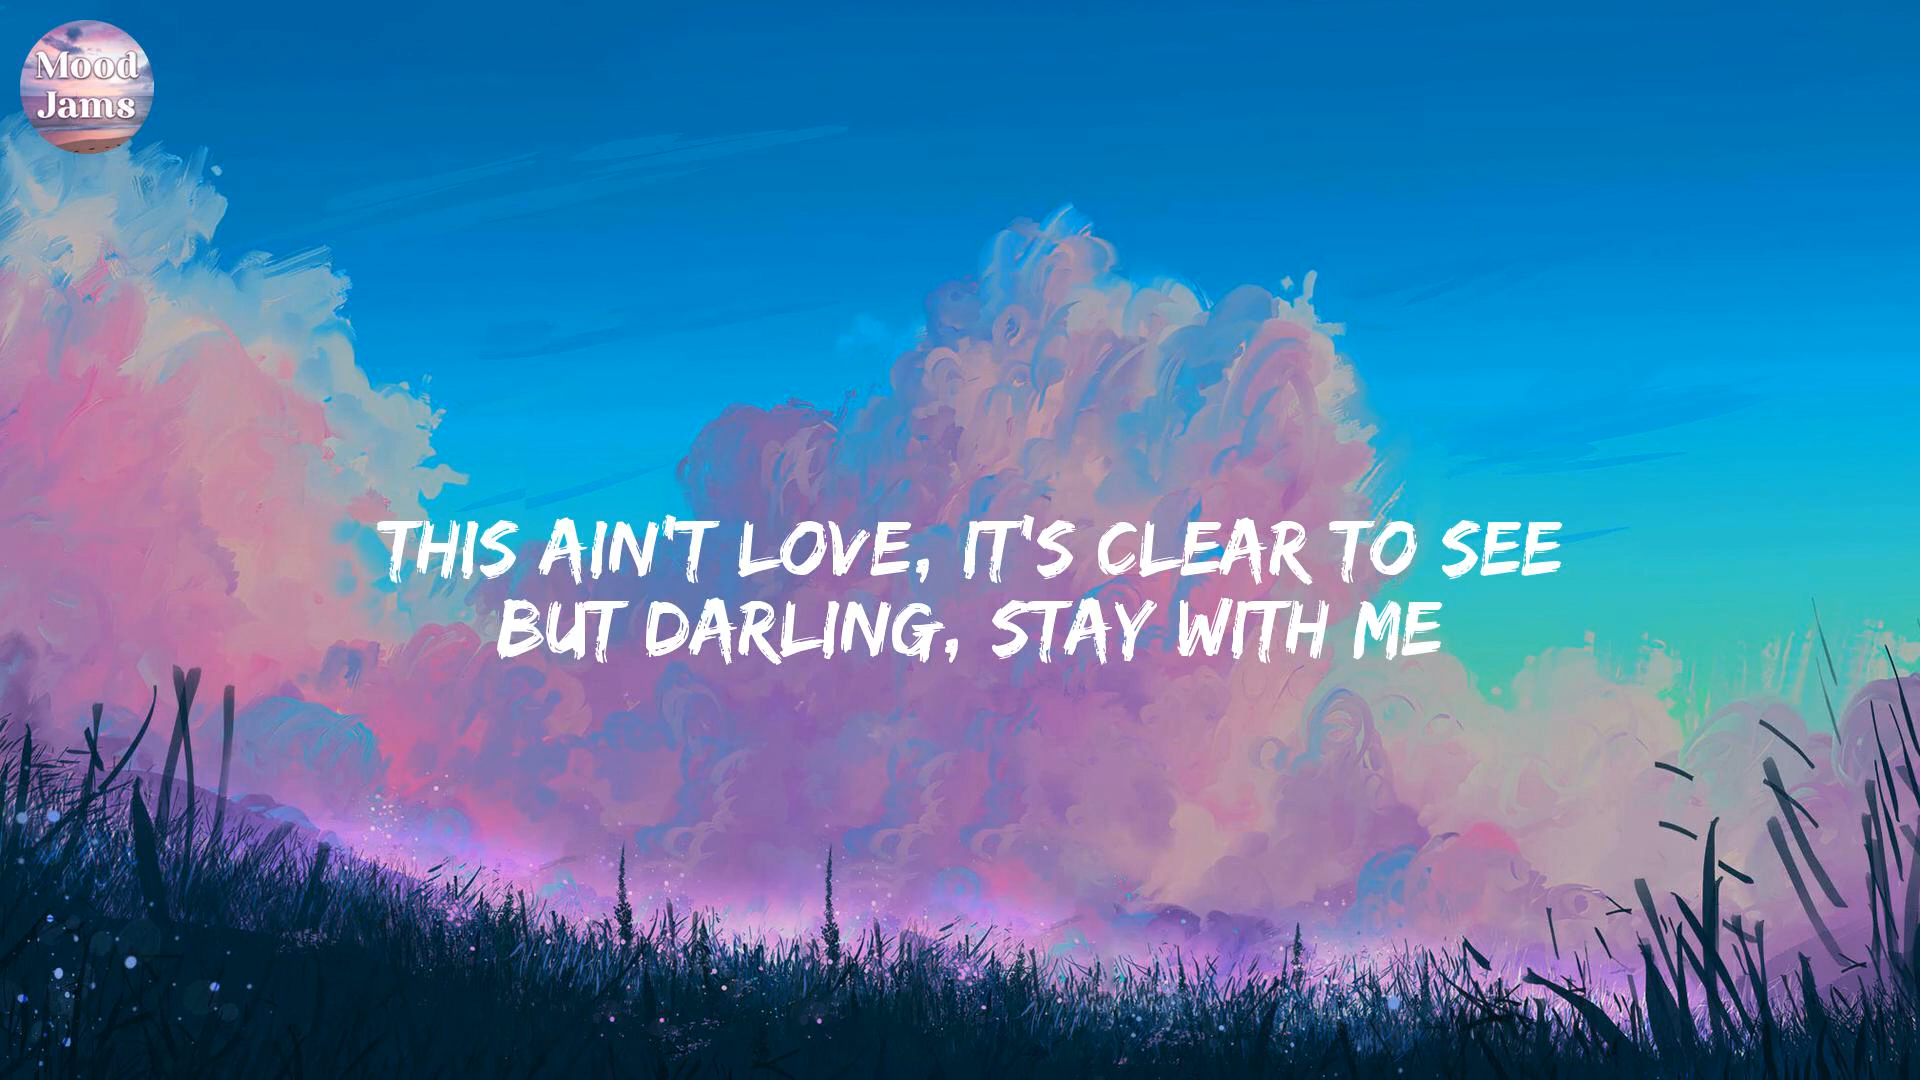 Mood
Jams
THIS AIN'T LOVE, IT'S CLEAR TO SEE
BUT DARLING, STAY WITH ME